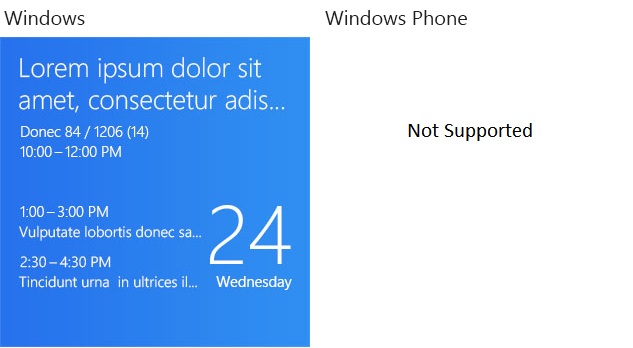 Windows
Windows Phone
Lorem ipsum dolor sit
amet, consectetur adis...
Donec 84 / 1206 (14)
10:00–12:00 PM
Not Supported
1:00–3:00 PM
Vulputate lobortis donec sa...
2:30–4:30 PM
Tincidunt urna  in ultrices il...
24
Wednesday